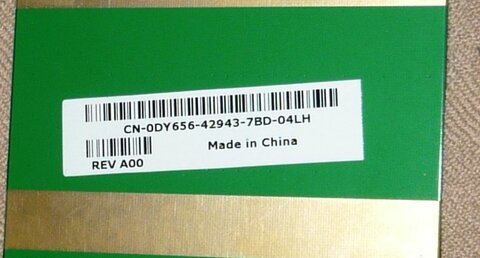 CN-0DY656-42943-7BD-04LH
Made in China
REV A00